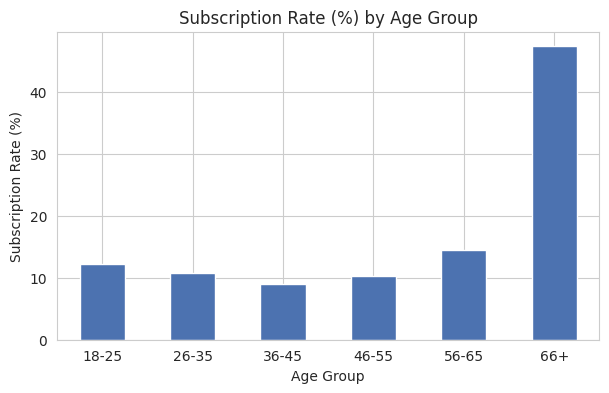 Subscription Rate (%) by Age Group
Subscription Rate (%)
40
30
20
10
0
18-25 26-35 36-45 46-55 56-65 66+
Age Group